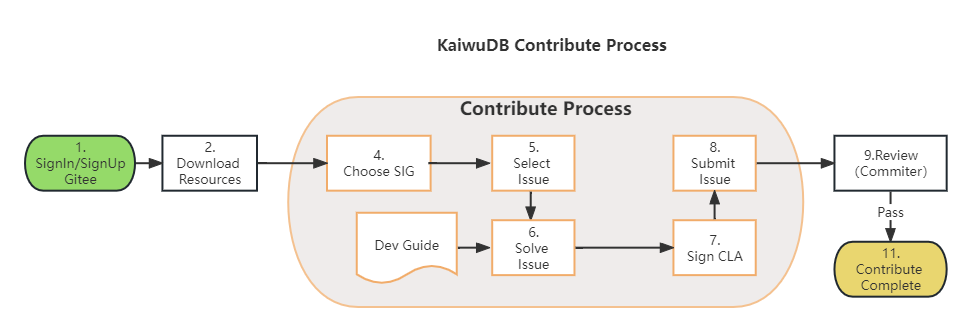 KaiwuDB Contribute Process
Contribute Process
1.
SignIn/SignUp
Gitee
2.
Download
Resources
4.
Choose SIG
5.
Select
Issue
8.
Submit
Issue
9.Review
(Commiter)
Dev Guide
6.
Solve
Issue
7.
Sign CLA
Pass
11.
Contribute
Complete